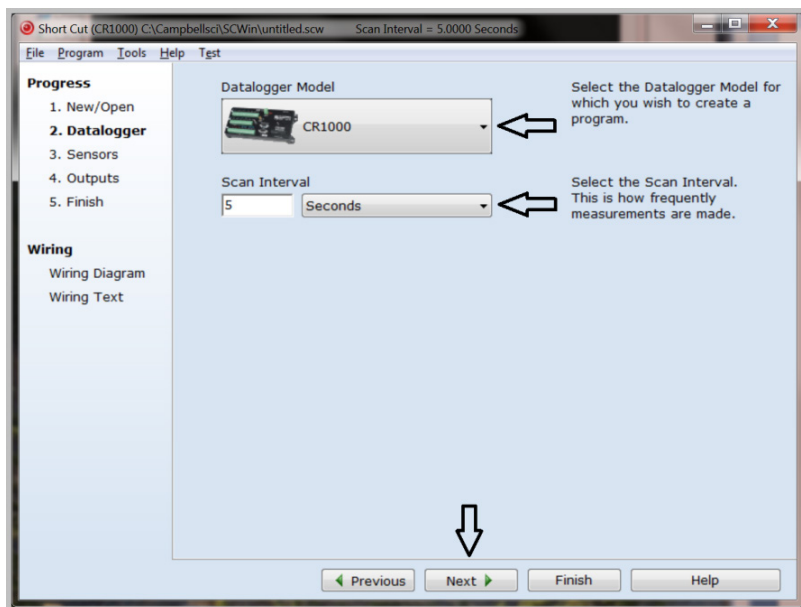 Short Cut (CR1000) C:\Campbellsci\SCWin\untitled.scw Scan Interval = 5.0000 Seconds
File Program Tools Help Test
Progress
1. New/Open
2. Datalogger
3. Sensors
4. Outputs
5. Finish
Wiring
Wiring Diagram
Wiring Text
Datalogger Model
CR1000
Select the Datalogger Model for
which you wish to create a
program.
Scan Interval
5 Seconds
Select the Scan Interval.
This is how frequently
measurements are made.
Previous Next Finish Help